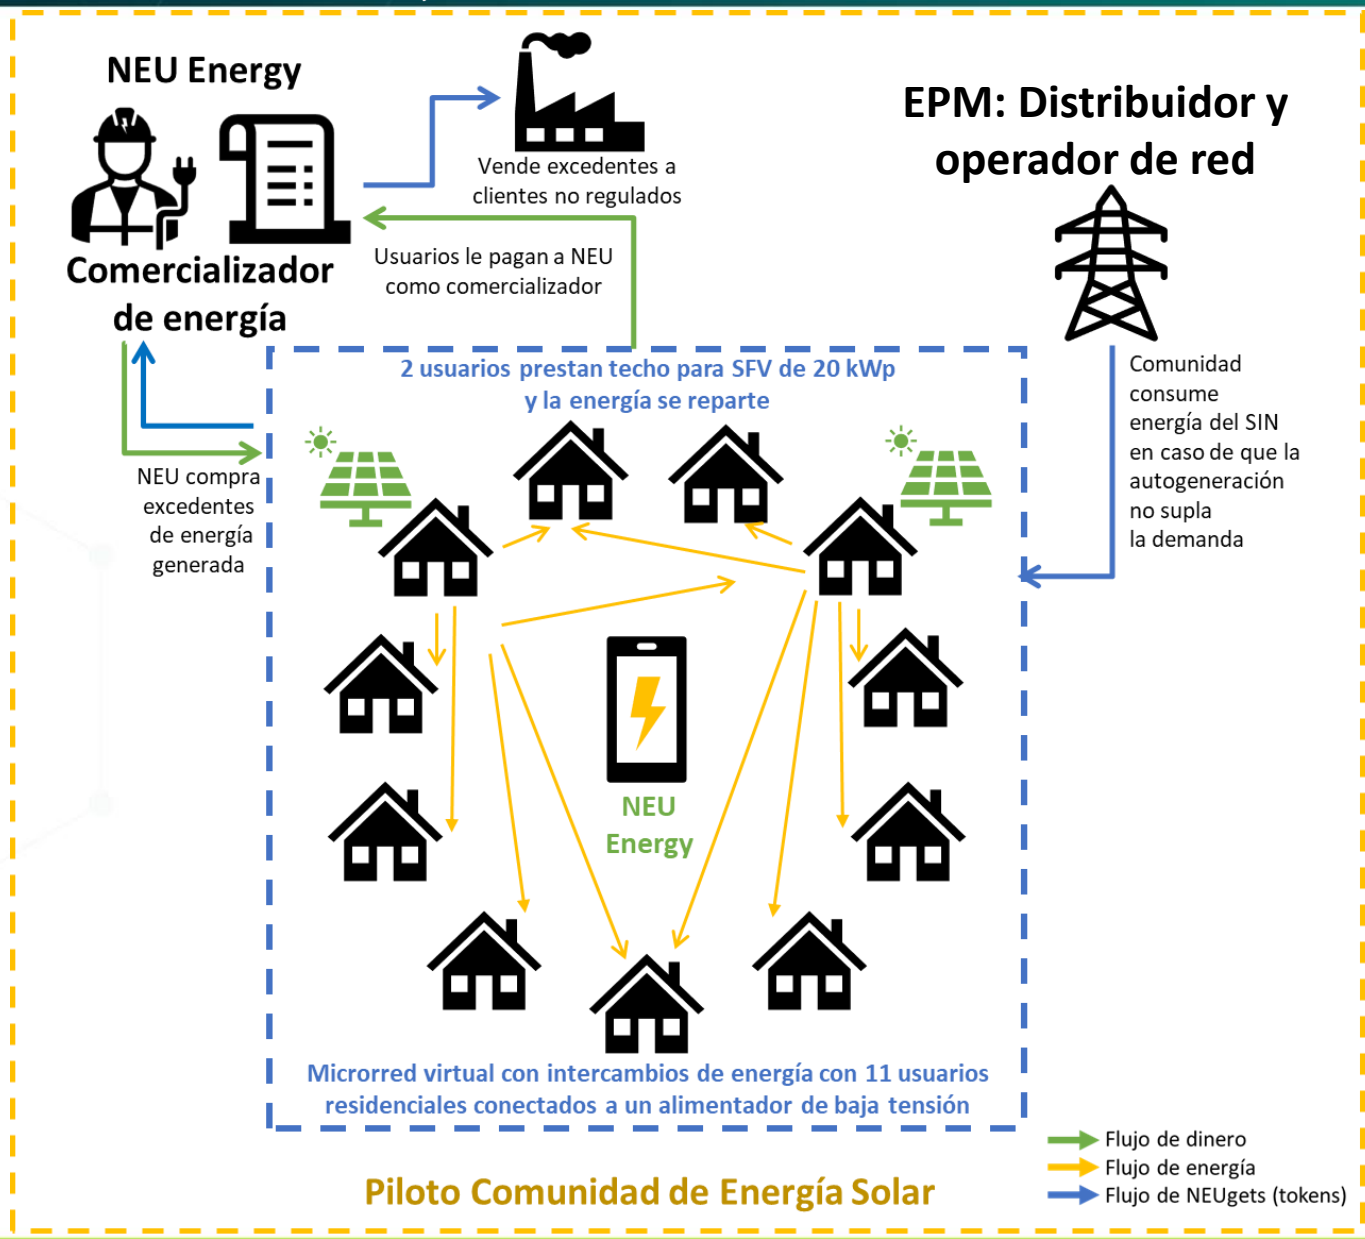 NEU Energy
Comercializador
de energía
Vende excedentes a
clientes no regulados
Usuarios le pagan a NEU
como comercializador
EPM: Distribuidor y
operador de red
Comunidad
consume
energía del SIN
en caso de que la
autogeneración
no supla
la demanda
NEU compra
excedentes
de energía
generada
2 usuarios prestan techo para SFV de 20 kWp
y la energía se reparte
NEU
Energy
Microrred virtual con intercambios de energía con 11 usuarios
residenciales conectados a un alimentador de baja tensión
Flujo de dinero
Flujo de energía
Flujo de NEUgets (tokens)
Piloto Comunidad de Energía Solar